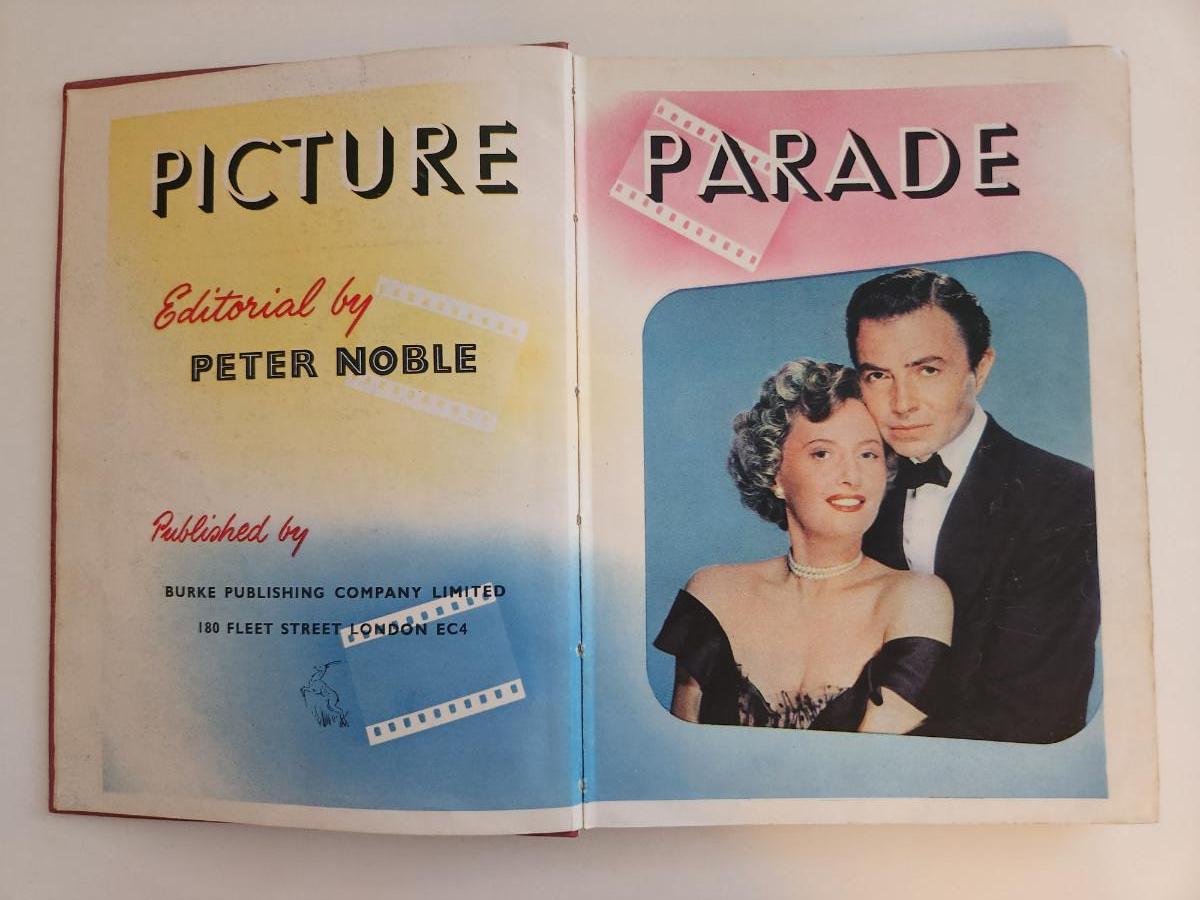 PICTURE PARADE
Editorial by
PETER NOBLE
Published by
BURKE PUBLISHING COMPANY LIMITED
180 FLEET STREET LONDON EC4